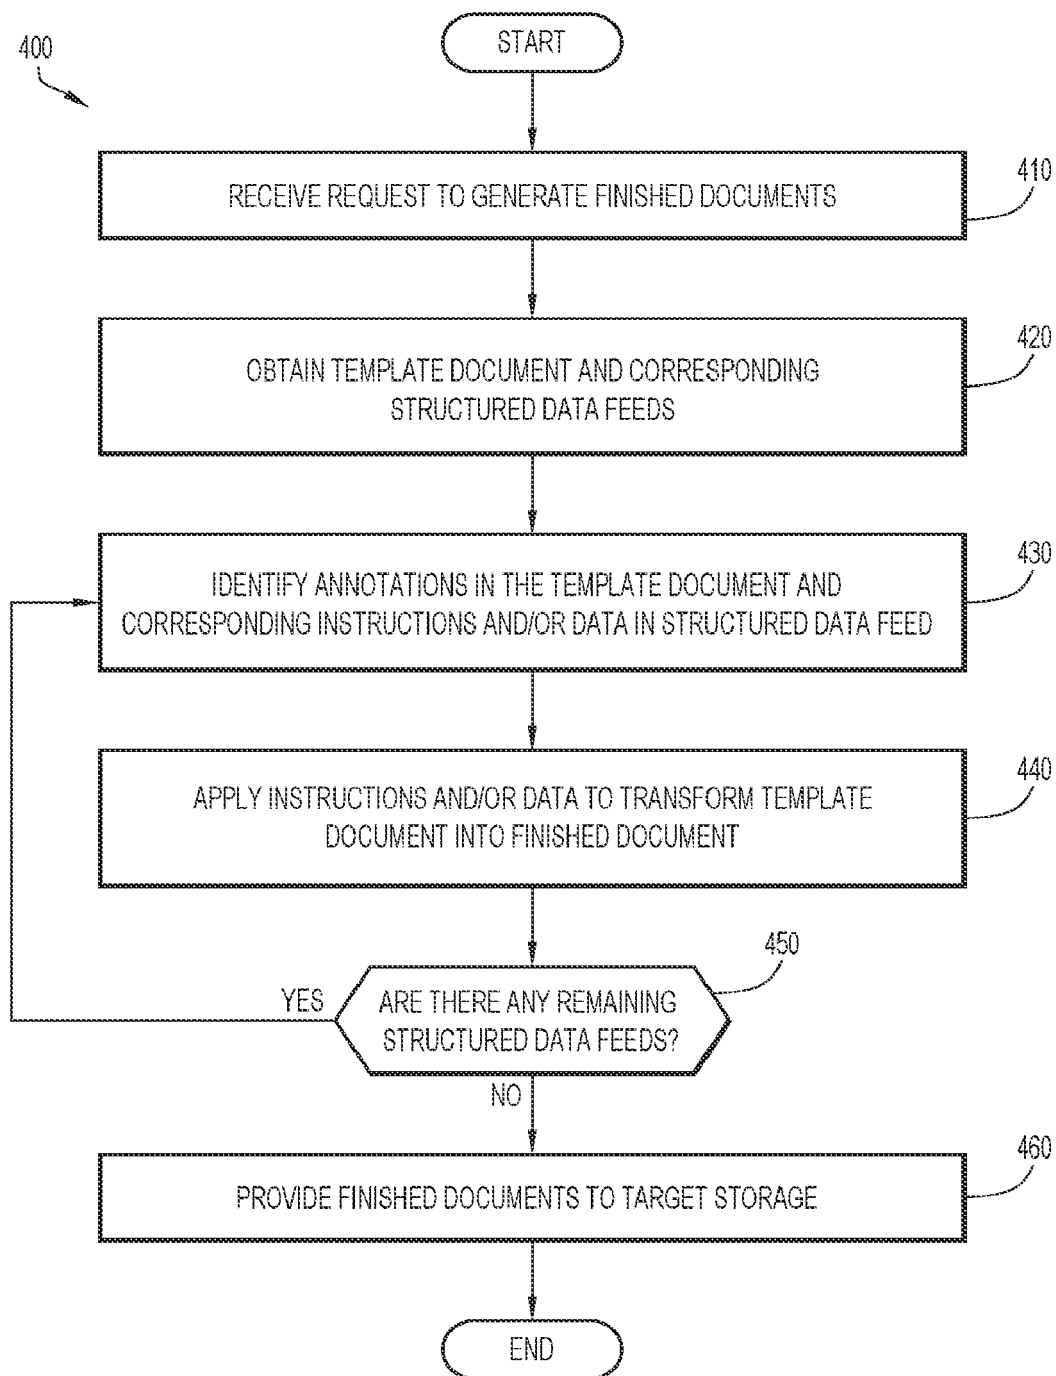 400
START
RECEIVE REQUEST TO GENERATE FINISHED DOCUMENTS
410
OBTAIN TEMPLATE DOCUMENT AND CORRESPONDING
STRUCTURED DATA FEEDS
420
IDENTIFY ANNOTATIONS IN THE TEMPLATE DOCUMENT AND
CORRESPONDING INSTRUCTIONS AND/OR DATA IN STRUCTURED DATA FEED
430
APPLY INSTRUCTIONS AND/OR DATA TO TRANSFORM TEMPLATE
DOCUMENT INTO FINISHED DOCUMENT
440
ARE THERE ANY REMAINING
STRUCTURED DATA FEEDS?
450
YES
NO
PROVIDE FINISHED DOCUMENTS TO TARGET STORAGE
460
END